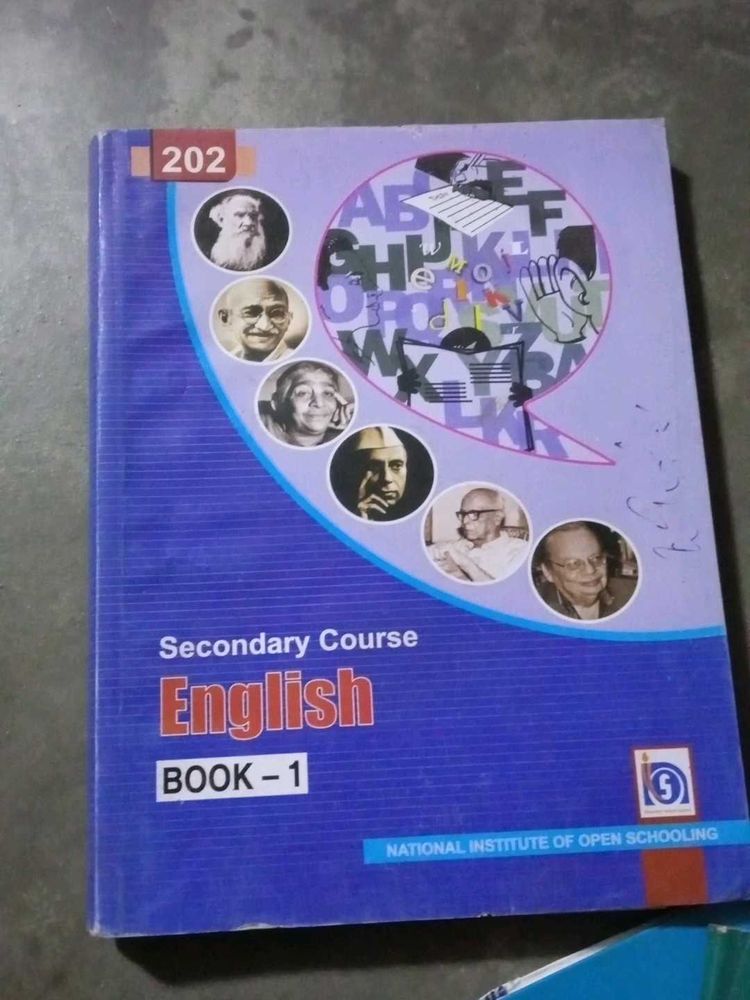 202
Secondary Course
English
BOOK – 1
NATIONAL INSTITUTE OF OPEN SCHOOLING